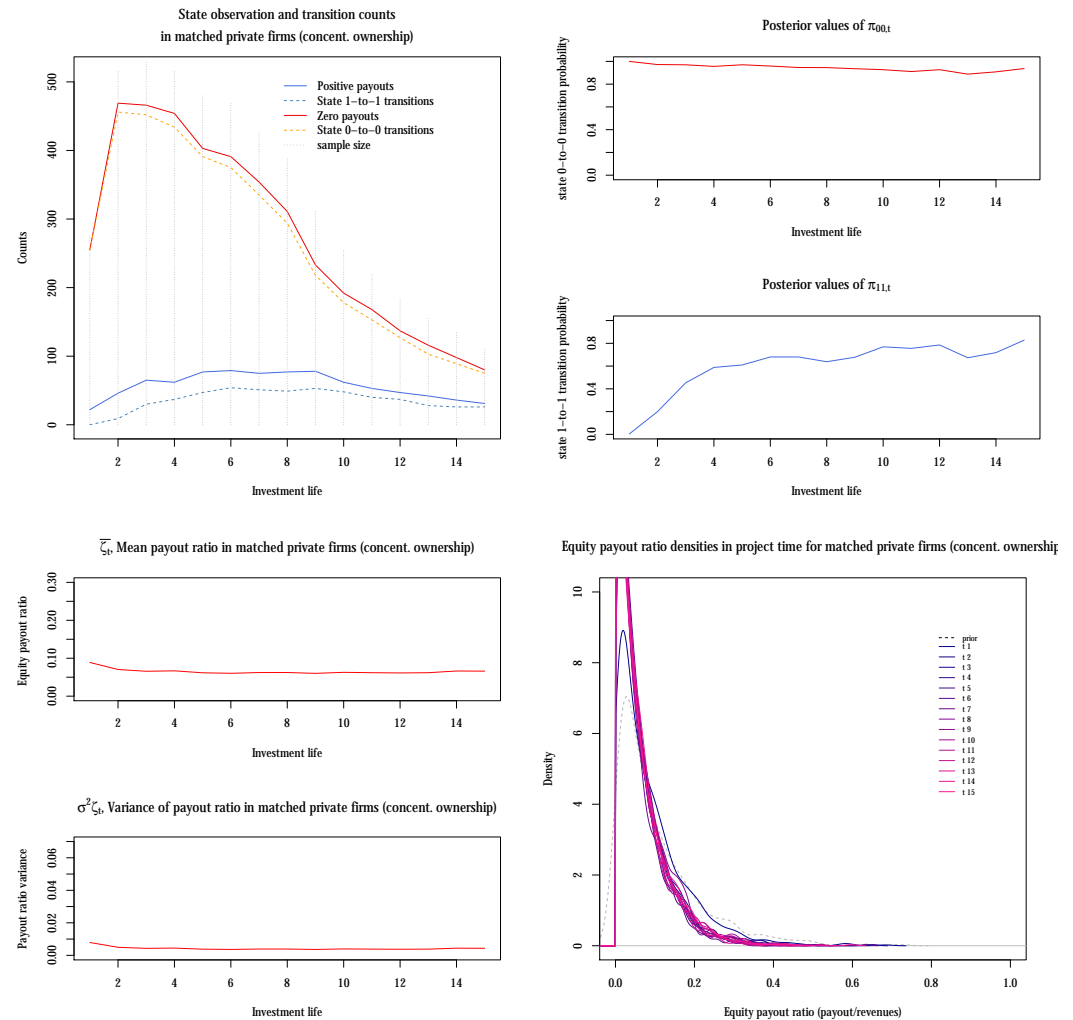 State observation and transition counts
in matched private firms (concent. ownership)
Counts
0
100
200
300
400
500
Positive payouts
State 1−to−1 transitions
Zero payouts
State 0−to−0 transitions
sample size
2 4 6 8 10 12 14
Investment life
Posterior values of π00,t
state 0−to−0 transition probability
0.0 0.4 0.8
2 4 6 8 10 12 14
Investment life
Posterior values of π11,t
state 1−to−1 transition probability
0.0 0.4 0.8
2 4 6 8 10 12 14
Investment life
ζt, Mean payout ratio in matched private firms (concent. ownership)
Equity payout ratio
0.00 0.10 0.20 0.30
2 4 6 8 10 12 14
Investment life
σ²ζt, Variance of payout ratio in matched private firms (concent. ownership)
Payout ratio variance
0.00 0.02 0.04 0.06
2 4 6 8 10 12 14
Investment life
Equity payout ratio densities in project time for matched private firms (concent. ownership
Density
0
2
4
6
8
10
prior
t 1
t 2
t 3
t 4
t 5
t 6
t 7
t 8
t 9
t 10
t 11
t 12
t 13
t 14
t 15
0.0 0.2 0.4 0.6 0.8 1.0
Equity payout ratio (payout/revenues)